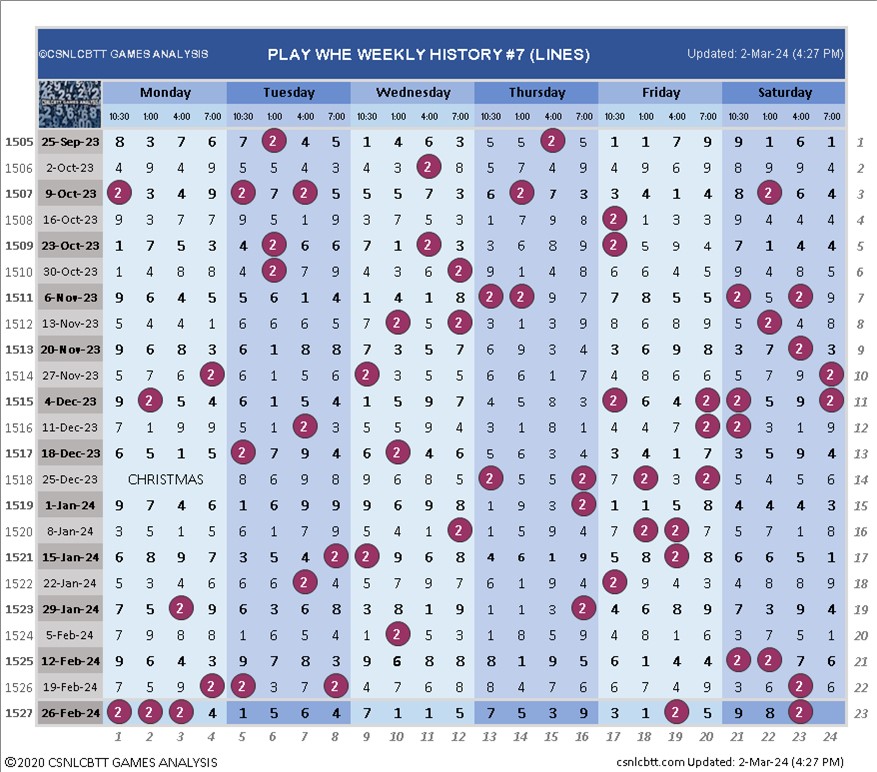 ©CSNLCBTT GAMES ANALYSIS PLAY WHE WEEKLY HISTORY #7 (LINES) Updated: 2-Mar-24 (4:27 PM)
Monday Tuesday Wednesday Thursday Friday Saturday
10:30 1:00 4:00 7:00 10:30 1:00 4:00 7:00 10:30 1:00 4:00 7:00 10:30 1:00 4:00 7:00 10:30 1:00 4:00 7:00 10:30 1:00 4:00 7:00
1505 25-Sep-23 8 3 7 6 7 2 4 5 1 4 6 3 5 5 2 5 1 1 7 9 9 1 6 1 1
1506 2-Oct-23 4 9 4 9 5 5 4 3 4 3 2 8 5 7 4 9 4 9 6 9 8 9 9 4 2
1507 9-Oct-23 2 3 4 9 2 7 2 5 5 5 7 3 6 2 7 3 3 4 1 4 8 2 6 4 3
1508 16-Oct-23 9 3 7 7 9 5 1 9 3 7 5 3 1 7 9 8 2 1 3 3 9 4 4 4 4
1509 23-Oct-23 1 7 5 3 4 2 6 6 7 1 2 3 3 6 8 9 2 5 9 4 7 1 4 4 5
1510 30-Oct-23 1 4 8 8 4 2 7 9 4 3 6 2 9 1 4 8 6 6 4 5 9 4 8 5 6
1511 6-Nov-23 9 6 4 5 5 6 1 4 1 4 1 8 2 2 9 7 7 8 5 5 2 5 2 9 7
1512 13-Nov-23 5 4 4 1 6 6 6 5 7 2 5 2 3 1 3 9 8 6 8 9 5 2 4 8 8
1513 20-Nov-23 9 6 8 3 6 1 8 8 7 3 5 7 6 9 3 4 3 6 9 8 3 7 2 3 9
1514 27-Nov-23 5 7 6 2 6 1 5 6 2 3 5 5 6 6 1 7 4 8 6 6 5 7 9 2 10
1515 4-Dec-23 9 2 5 4 6 1 5 4 1 5 9 7 4 5 8 3 2 6 4 2 2 5 9 2 11
1516 11-Dec-23 7 1 9 9 5 1 2 3 5 5 9 4 3 1 8 1 4 4 7 2 2 3 1 9 12
1517 18-Dec-23 6 5 1 5 2 7 9 4 6 2 4 6 5 6 3 4 3 4 1 7 3 5 9 4 13
1518 25-Dec-23 CHRISTMAS 8 6 9 8 9 8 6 8 2 5 5 2 7 2 3 2 5 4 5 6 14
1519 1-Jan-24 9 7 4 6 1 6 9 9 9 6 9 8 1 9 3 2 1 1 5 8 4 4 4 3 15
1520 8-Jan-24 3 5 1 5 6 1 7 9 5 4 1 2 1 5 9 4 7 2 2 7 5 7 1 8 16
1521 15-Jan-24 6 8 9 7 3 5 4 2 2 9 6 8 4 6 1 9 5 8 2 8 6 6 5 1 17
1522 22-Jan-24 5 3 4 6 6 6 2 4 5 7 9 7 6 1 9 4 2 9 4 3 4 8 8 9 18
1523 29-Jan-24 7 5 2 9 6 3 6 8 3 8 1 9 1 1 3 2 4 6 8 9 7 3 9 4 19
1524 5-Feb-24 7 9 8 8 1 6 5 4 1 2 5 3 1 8 5 9 4 8 1 6 3 7 5 1 20
1525 12-Feb-24 9 6 4 3 9 7 8 3 9 6 8 8 8 1 9 5 6 1 4 4 2 2 7 6 21
1526 19-Feb-24 7 5 9 2 2 3 7 2 4 7 6 8 8 4 7 6 6 7 4 9 3 6 2 6 22
1527 26-Feb-24 2 2 2 4 1 5 6 4 7 1 1 5 7 5 3 9 3 1 2 5 9 8 2 23
1 2 3 4 5 6 7 8 9 10 11 12 13 14 15 16 17 18 19 20 21 22 23 24
©2020 CSNLCBTT GAMES ANALYSIS csnlcbtt.com Updated: 2-Mar-24 (4:27 PM)